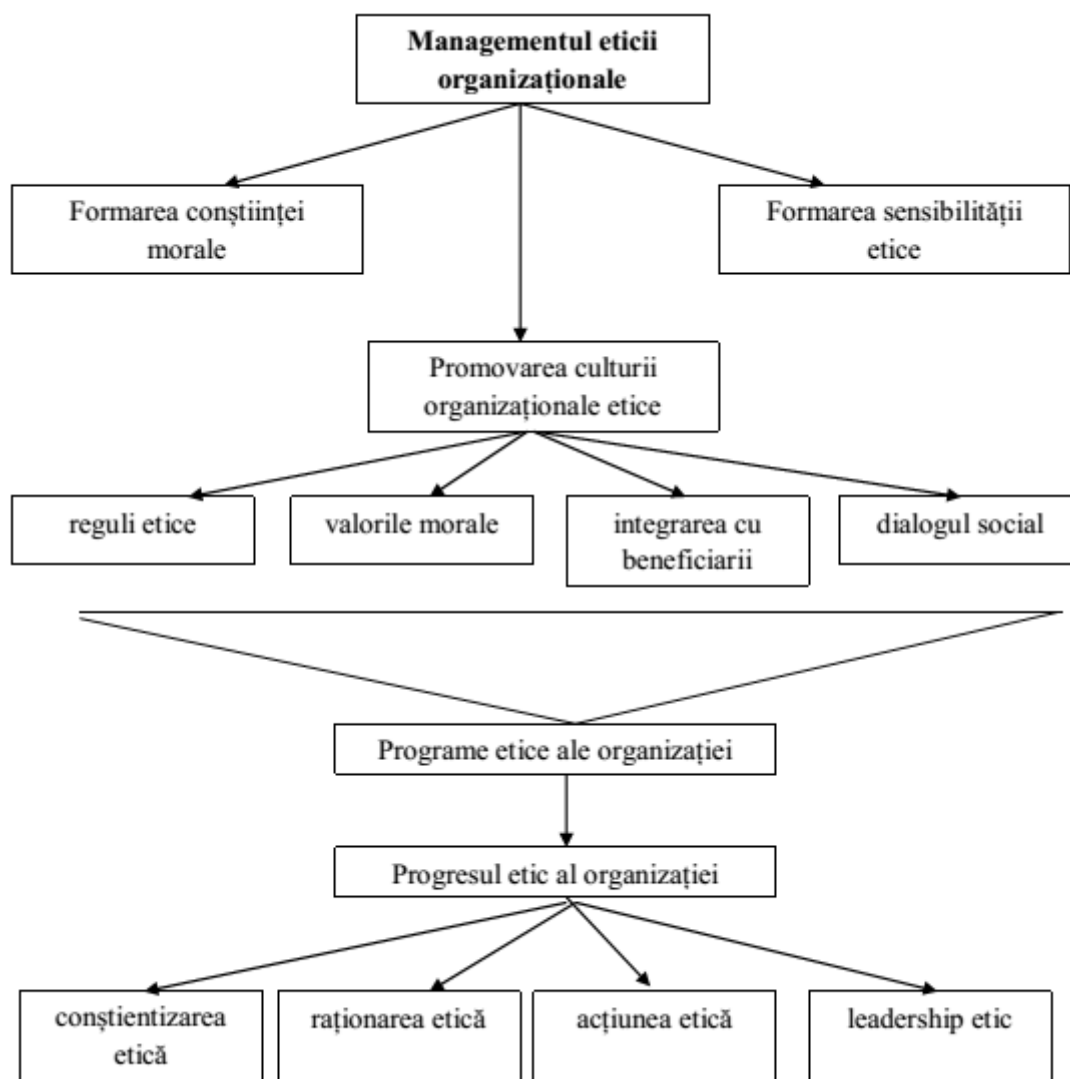 Managementul eticii
organizaționale
Formarea conștiinței
morale
Formarea sensibilității
etice
Promovarea culturii
organizaționale etice
reguli etice
valorile morale
integrarea cu
beneficiarii
dialogul social
Programe etice ale organizației
Progresul etic al organizației
conștientizarea
etică
raționarea etică
acțiunea etică
leadership etic